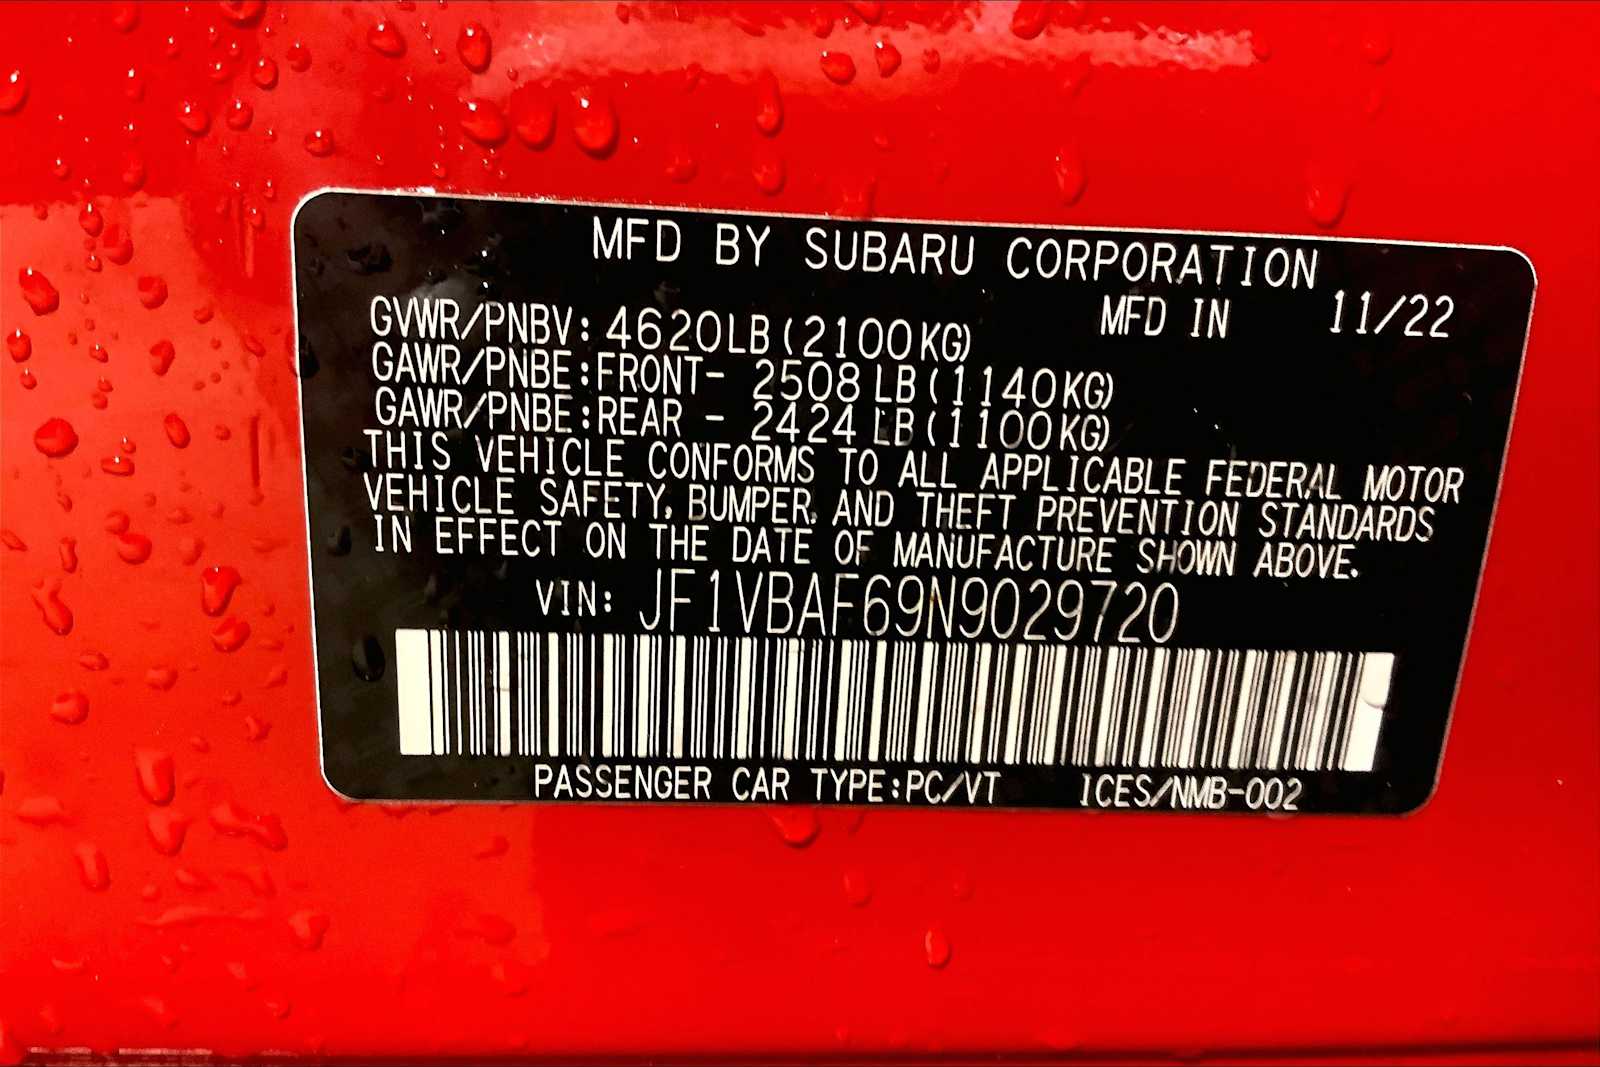 MFD BY SUBARU CORPORATION
MFD IN 11/22
GVWR/PNBV: 4620LB(2100KG)
GAWR/PNBE:FRONT- 2508 LB(1140KG)
GAWR/PNBE:REAR - 2424 LB(1100KG)
THIS VEHICLE CONFORMS TO ALL APPLICABLE FEDERAL MOTOR
VEHICLE SAFETY, BUMPER, AND THEFT PREVENTION STANDARDS
IN EFFECT ON THE DATE OF MANUFACTURE SHOWN ABOVE.
VIN: JF1VBAF69N9029720
PASSENGER CAR TYPE:PC/VT ICES/NMB-002